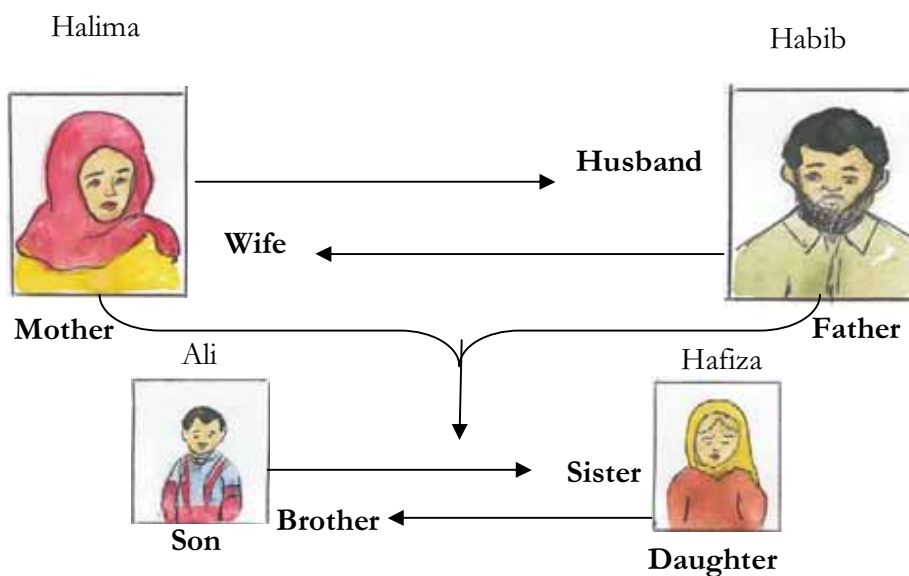 Halima
Habib
Husband
Wife
Mother
Father
Ali
Hafiza
Sister
Brother
Son
Daughter